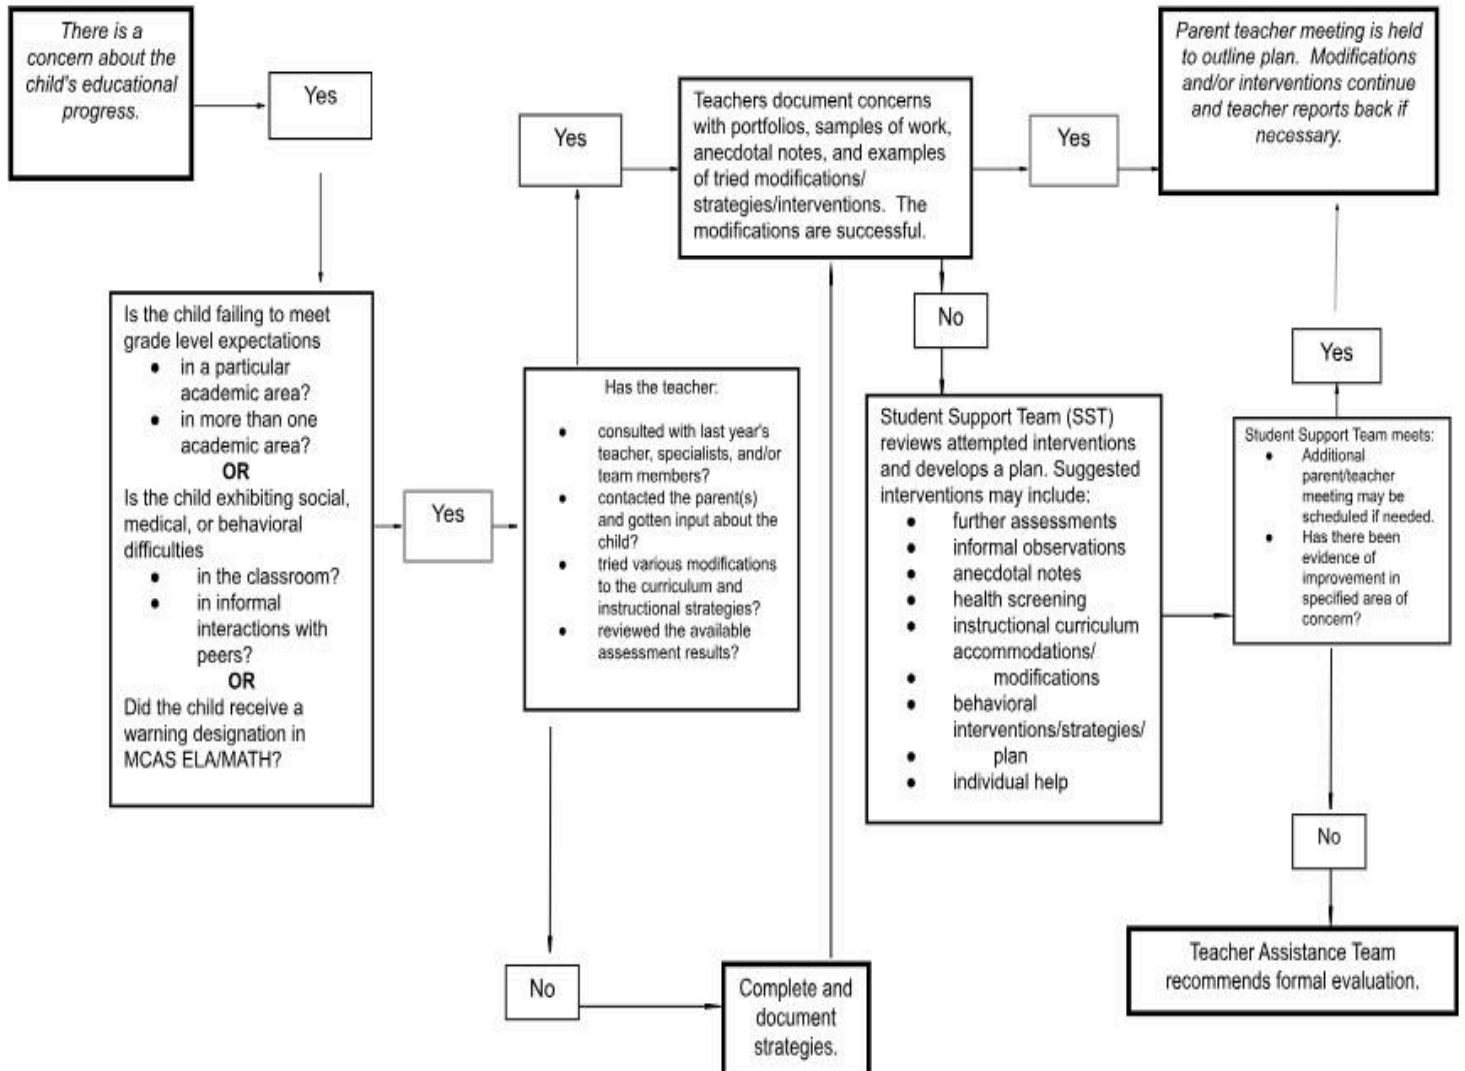 There is a
concern about the
child's educational
progress.
Yes
Is the child failing to meet
grade level expectations
● in a particular
academic area?
● in more than one
academic area?
OR
Is the child exhibiting social,
medical, or behavioral
difficulties
● in the classroom?
● in informal
interactions with
peers?
OR
Did the child receive a
warning designation in
MCAS ELA/MATH?
Yes
Has the teacher:
● consulted with last year's
teacher, specialists, and/or
team members?
● contacted the parent(s)
and gotten input about the
child?
● tried various modifications
to the curriculum and
instructional strategies?
● reviewed the available
assessment results?
Yes
No
Complete and
document
strategies.
Teachers document concerns
with portfolios, samples of work,
anecdotal notes, and examples
of tried modifications/
strategies/interventions. The
modifications are successful.
Yes
No
Parent teacher meeting is held
to outline plan. Modifications
and/or interventions continue
and teacher reports back if
necessary.
Student Support Team (SST)
reviews attempted interventions
and develops a plan. Suggested
interventions may include:
● further assessments
● informal observations
● anecdotal notes
● health screening
● instructional curriculum
accommodations/
● modifications
● behavioral
interventions/strategies/
● plan
● individual help
Student Support Team meets:
● Additional
parent/teacher
meeting may be
scheduled if needed.
● Has there been
evidence of
improvement in
specified area of
concern?
Yes
No
Teacher Assistance Team
recommends formal evaluation.